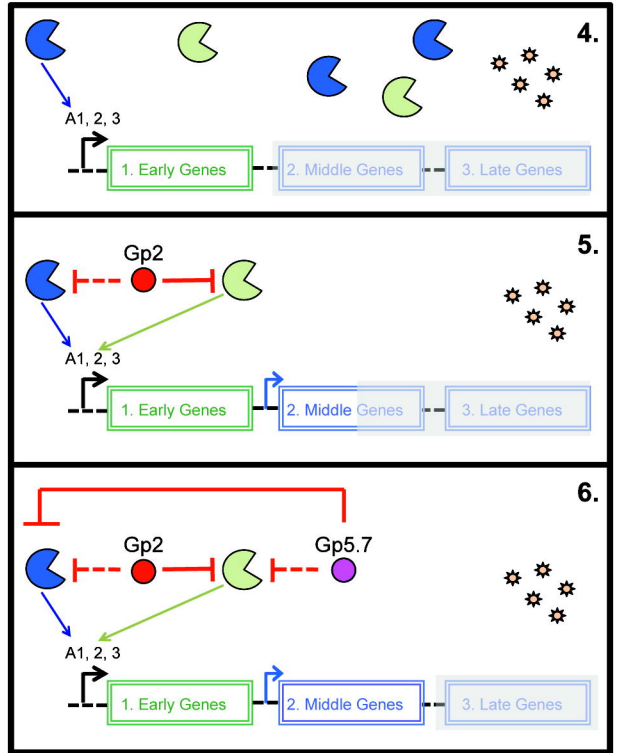 4.
A1, 2, 3
1. Early Genes
2. Middle Genes
3. Late Genes
5.
Gp2
A1, 2, 3
1. Early Genes
2. Middle Genes
3. Late Genes
6.
Gp2
Gp5.7
A1, 2, 3
1. Early Genes
2. Middle Genes
3. Late Genes